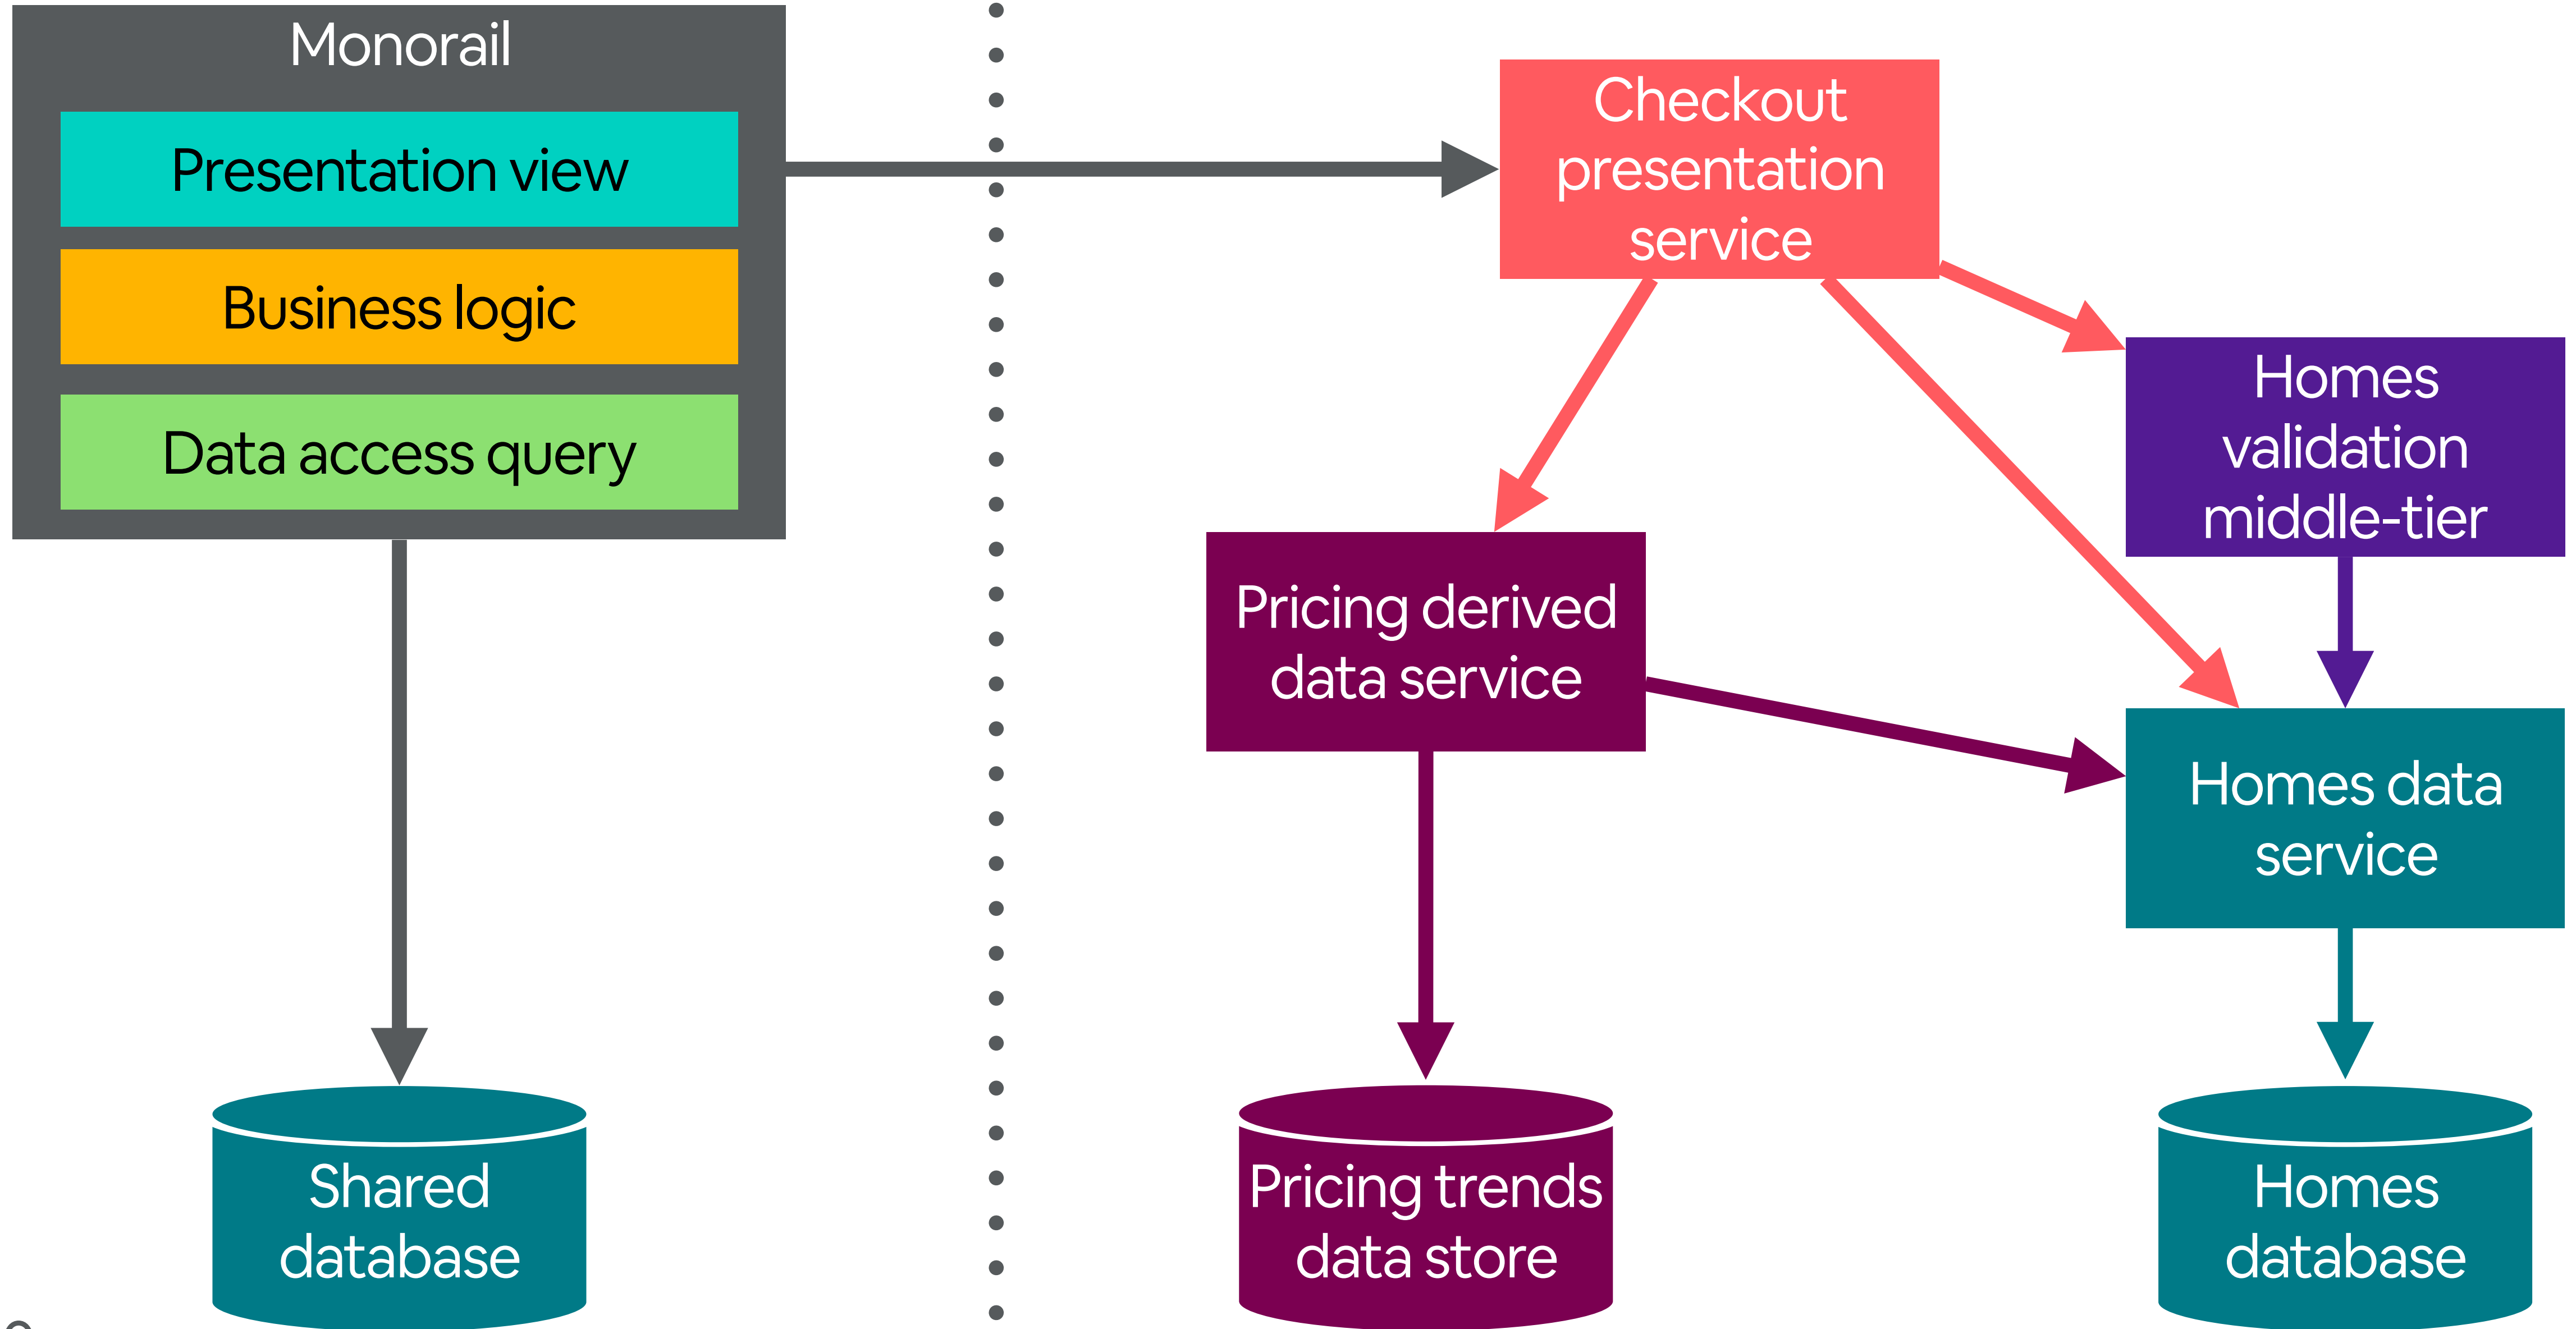 Monorail
Presentation view
Business logic
Data access query
Shared
database
Checkout
presentation
service
Homes
validation
middle-tier
Pricing derived
data service
Homes data
service
Pricing trends
data store
Homes
database